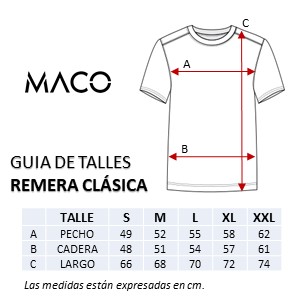 C
A
MACO
B
GUIA DE TALLES
REMERA CLÁSICA
TALLE S M L XL XXL
A PECHO 49 52 55 58 62
B CADERA 48 51 54 57 61
C LARGO 66 68 70 72 74
Las medidas están expresadas en cm.